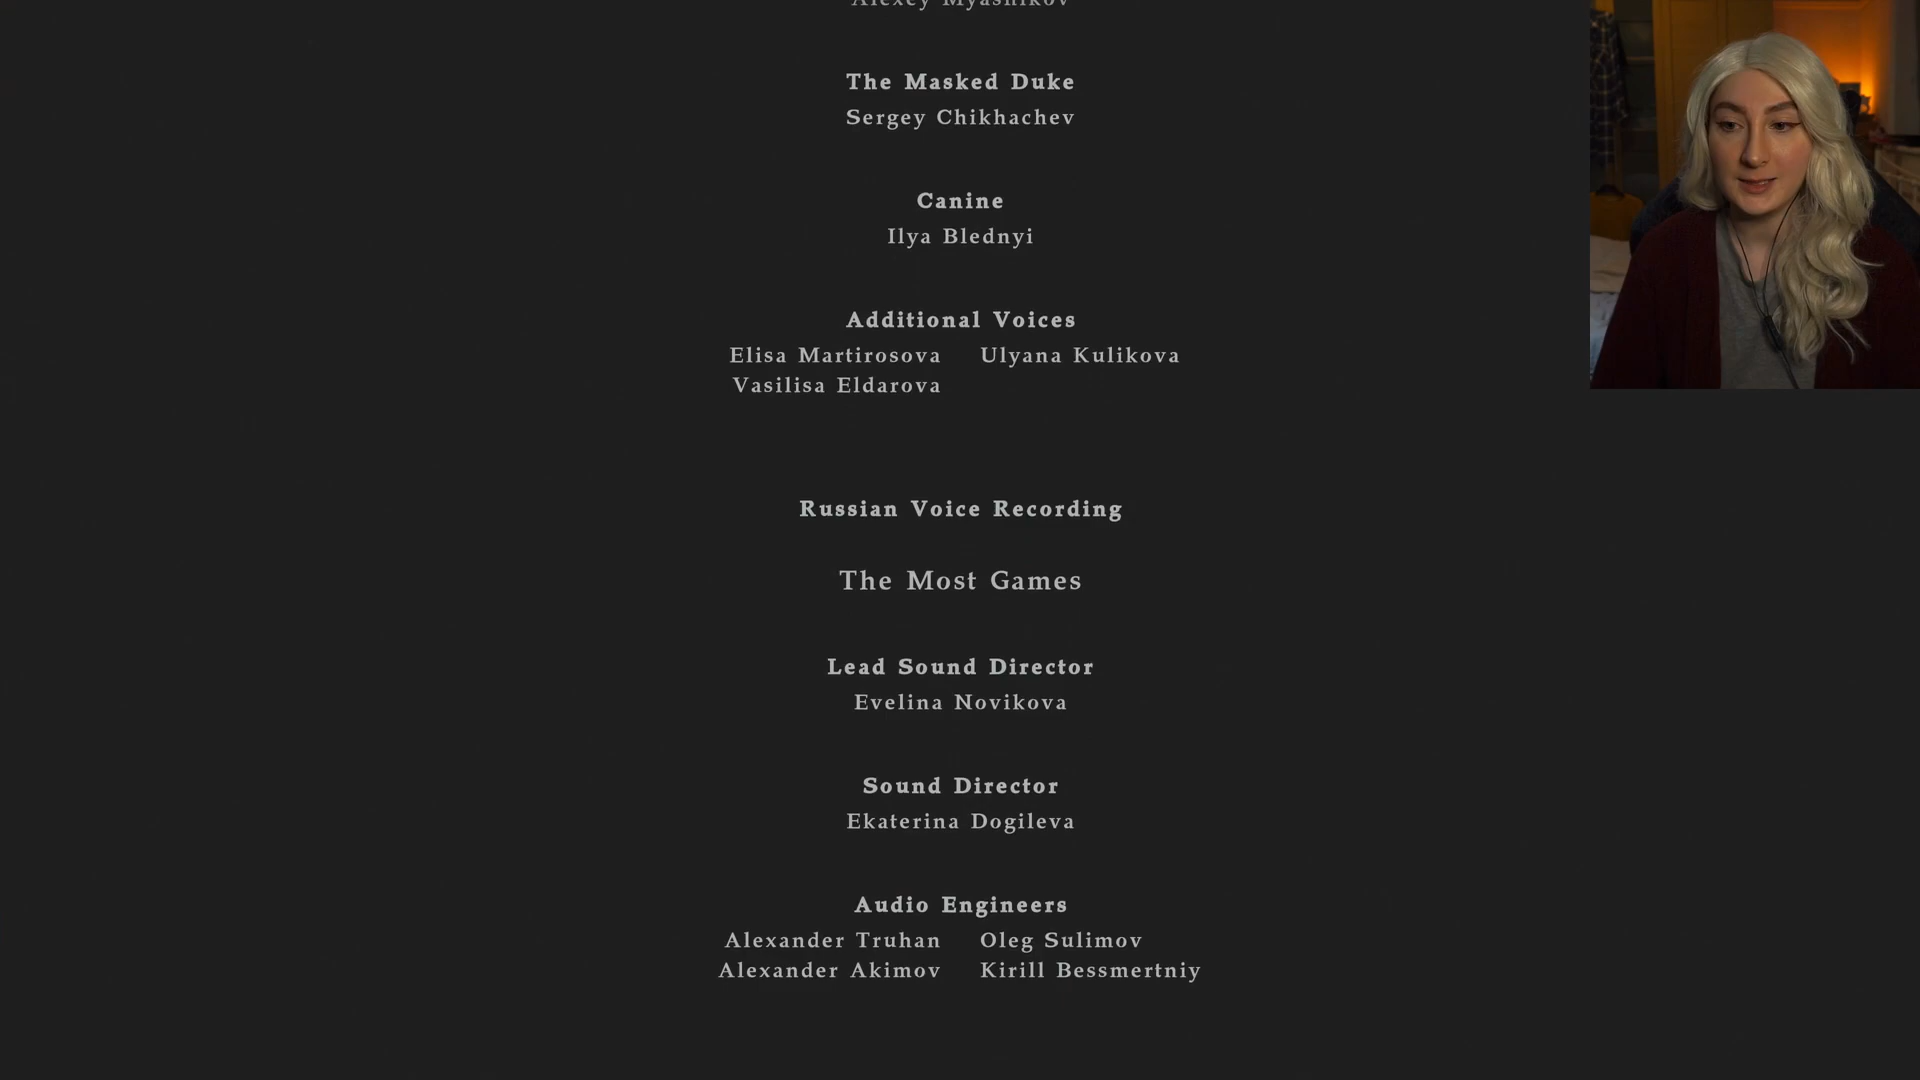 Alexey Myasnikov
The Masked Duke
Sergey Chikhachev
Canine
Ilya Blednyi
Additional Voices
Elisa Martirosova Ulyana Kulikova
Vasilisa Eldarova
Russian Voice Recording
The Most Games
Lead Sound Director
Evelina Novikova
Sound Director
Ekaterina Dogileva
Audio Engineers
Alexander Truhan Oleg Sulimov
Alexander Akimov Kirill Bessmertniy